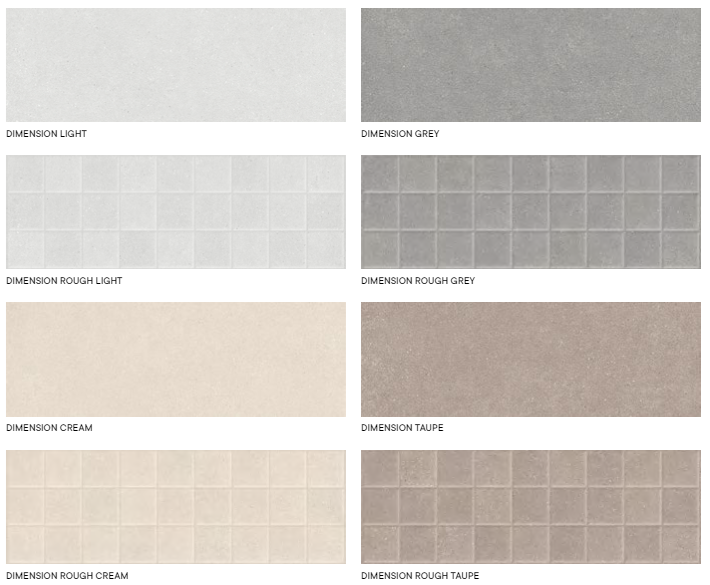 DIMENSION LIGHT
DIMENSION GREY
DIMENSION ROUGH LIGHT
DIMENSION ROUGH GREY
DIMENSION CREAM
DIMENSION TAUPE
DIMENSION ROUGH CREAM
DIMENSION ROUGH TAUPE